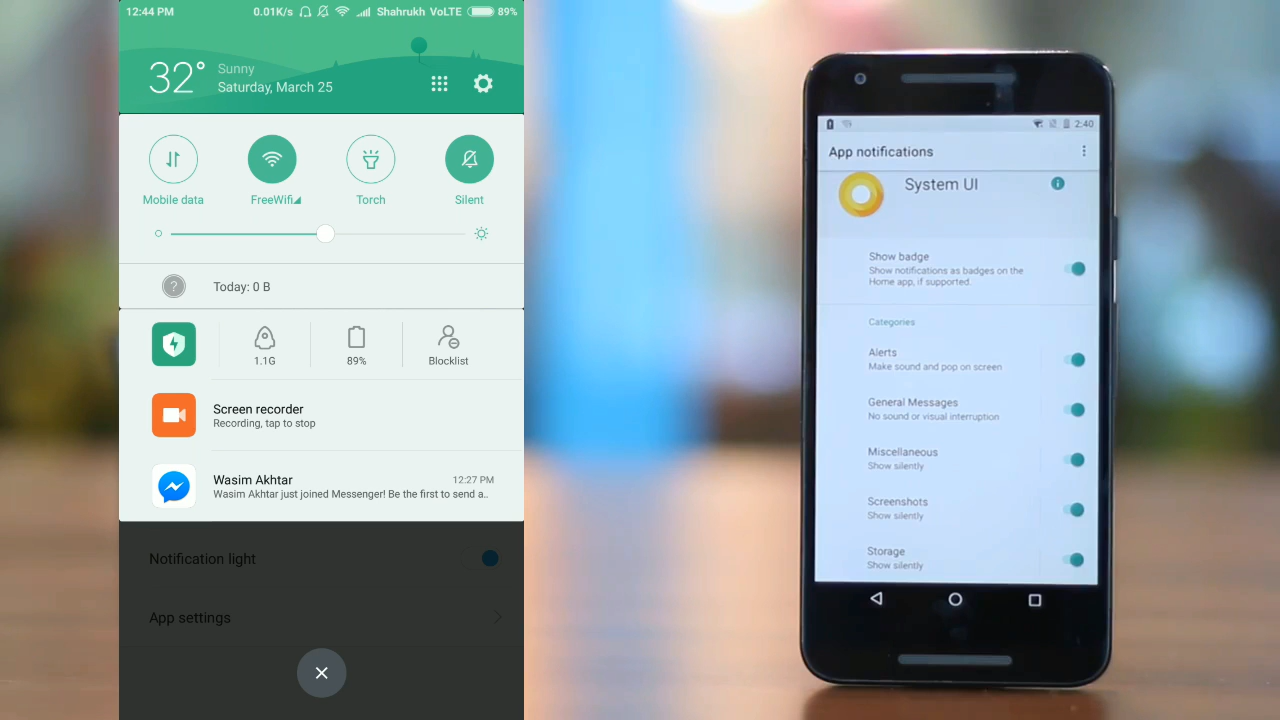 12:44 PM
0.01K/s
Shahrukh VoLTE
89%
32°
Sunny
Saturday, March 25
Mobile data
FreeWifi
Torch
Silent
?
Today: 0 B
1.1G
89%
Blocklist
Screen recorder
Recording, tap to stop
Wasim Akhtar
12:27 PM
Wasim Akhtar just joined Messenger! Be the first to send a..
Notification light
App settings
2:40
App notifications
System UI
Show badge
Show notifications as badges on the
Home app, if supported.
Categories
Alerts
Make sound and pop on screen
General Messages
No sound or visual interruption
Miscellaneous
Show silently
Screenshots
Show silently
Storage
Show silently